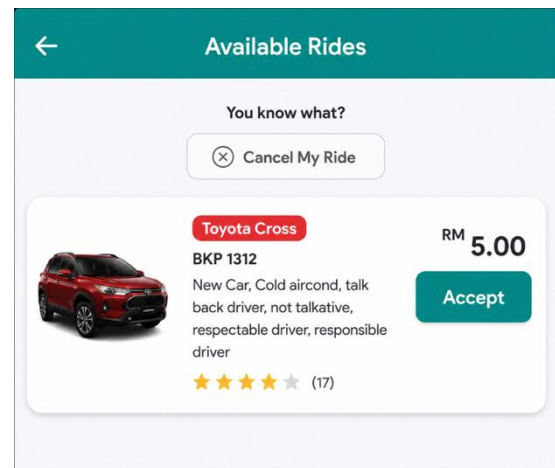 Available Rides
You know what?
Cancel My Ride
Toyota Cross
BKP 1312
New Car, Cold aircond, talk
back driver, not talkative,
respectable driver, responsible
driver
(17)
RM 5.00
Accept